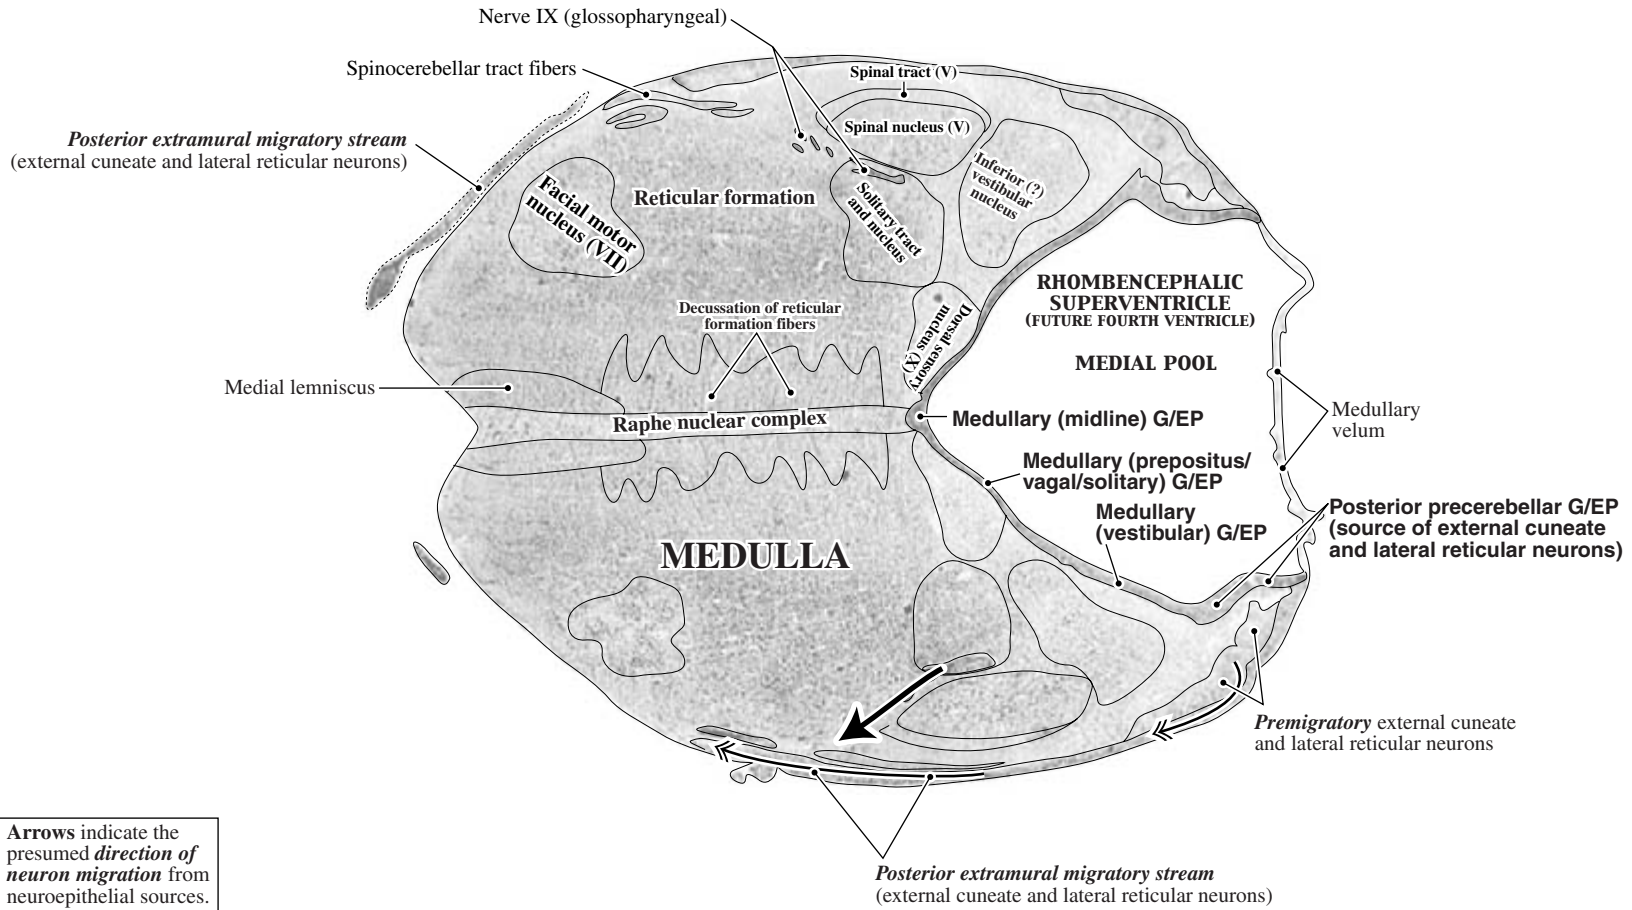 Nerve IX (glossopharyngeal)
Spinocerebellar tract fibers
Posterior extramural migratory stream
(external cuneate and lateral reticular neurons)
Spinal tract (V)
Spinal nucleus (V)
Inferior (?)
vestibular
nucleus
Facial motor
nucleus (VII)
Reticular formation
Solitary tract
and nucleus
Dorsal sensory
nucleus (X)
Decussation of reticular
formation fibers
RHOMBENCEPHALIC
SUPERVENTRICLE
(FUTURE FOURTH VENTRICLE)
MEDIAL POOL
Medial lemniscus
Raphe nuclear complex
Medullary (midline) G/EP
Medullary
velum
Medullary (prepositus/
vagal/solitary) G/EP
Medullary
(vestibular) G/EP
Posterior precerebellar G/EP
(source of external cuneate
and lateral reticular neurons)
MEDULLA
Premigratory external cuneate
and lateral reticular neurons
Posterior extramural migratory stream
(external cuneate and lateral reticular neurons)
Arrows indicate the
presumed direction of
neuron migration from
neuroepithelial sources.